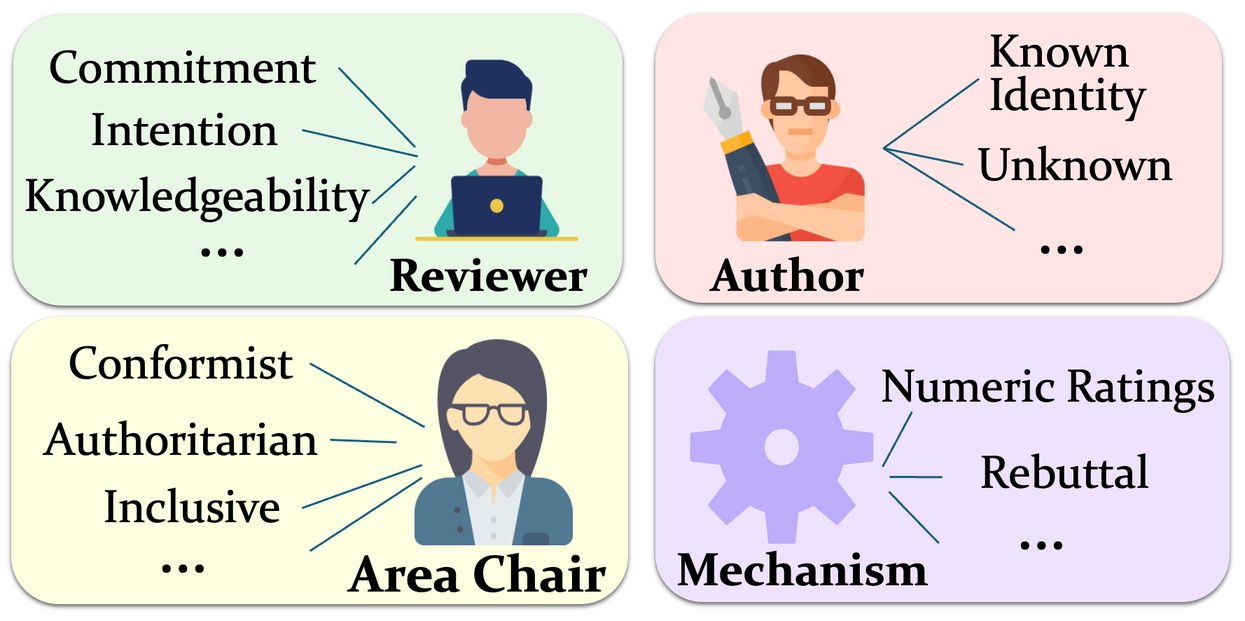 Commitment
Intention
Knowledgeability
...
Reviewer
Known
Identity
Unknown
...
Author
Conformist
Authoritarian
Inclusive
...
Area Chair
Numeric Ratings
Rebuttal
...
Mechanism